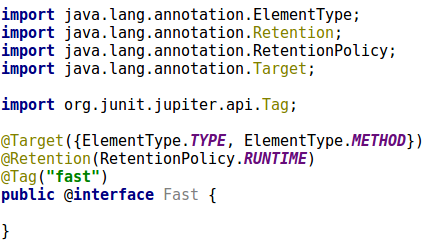 import java.lang.annotation.ElementType;
import java.lang.annotation.Retention;
import java.lang.annotation.RetentionPolicy;
import java.lang.annotation.Target;
import org.junit.jupiter.api.Tag;
@Target({ElementType.TYPE, ElementType.METHOD})
@Retention(RetentionPolicy.RUNTIME)
@Tag("fast")
public @interface Fast {
}